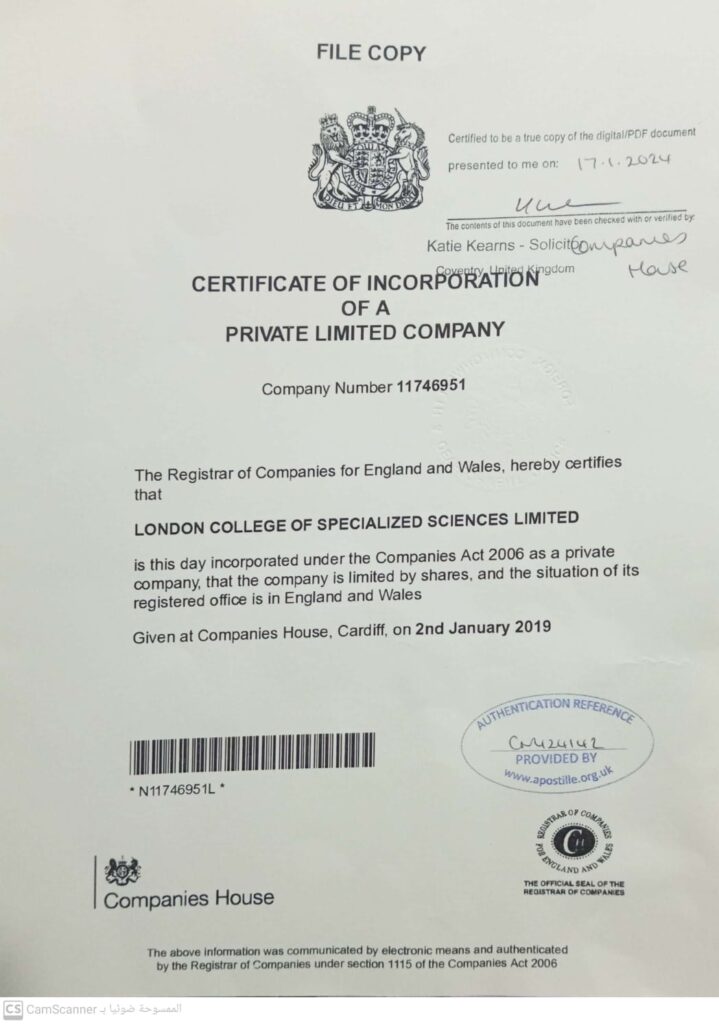 FILE COPY
Certified to be a true copy of the digital/PDF document
presented to me on: 17.1.2024
The contents of this document have been checked with or verified by:
Katie Kearns - Solicitor
Companies
House
Coventry, United Kingdom
CERTIFICATE OF INCORPORATION
OF A
PRIVATE LIMITED COMPANY
Company Number 11746951
The Registrar of Companies for England and Wales, hereby certifies
that
LONDON COLLEGE OF SPECIALIZED SCIENCES LIMITED
is this day incorporated under the Companies Act 2006 as a private
company, that the company is limited by shares, and the situation of its
registered office is in England and Wales
Given at Companies House, Cardiff, on 2nd January 2019
* N11746951L *
AUTHENTICATION REFERENCE
PROVIDED BY
www.apostille.org.uk
REGISTRAR OF COMPANIES
FOR ENGLAND AND WALES
CH
THE OFFICIAL SEAL OF THE
REGISTRAR OF COMPANIES
Companies House
The above information was communicated by electronic means and authenticated
by the Registrar of Companies under section 1115 of the Companies Act 2006
CS CamScanner الممسوحة ضوئيا بـ